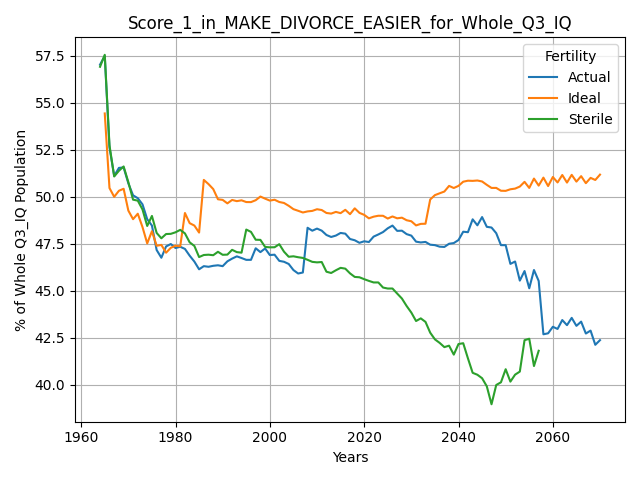 Score_1_in_MAKE_DIVORCE_EASIER_for_Whole_Q3_IQ
% of Whole Q3_IQ Population
57.5
55.0
52.5
50.0
47.5
45.0
42.5
40.0
Fertility
Actual
Ideal
Sterile
1960
1980
2000
2020
2040
2060
Years